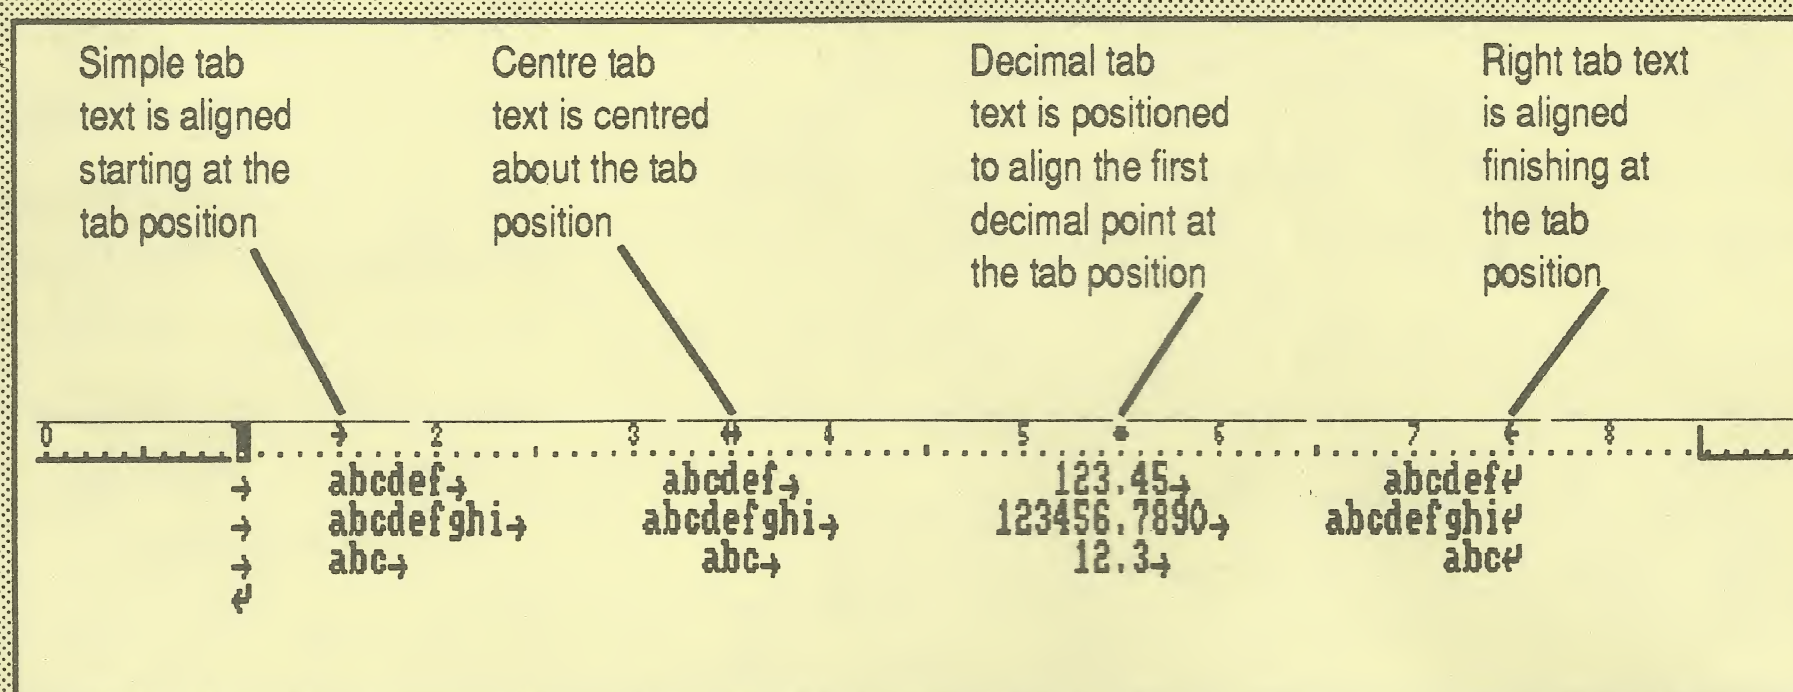 Simple tab
text is aligned
starting at the
tab position
Centre tab
text is centred
about the tab
position
Decimal tab
text is positioned
to align the first
decimal point at
the tab position
Right tab text
is aligned
finishing at
the tab
position
0 → 2 3 ↔ 4 5 6 7 ← 8
→ abcdef→ abcdef→ 123.45→ abcdef↵
→ abcdefghi→ abcdefghi→ 123456.7890→ abcdefghi↵
→ abc→ abc→ 12.3→ abc↵
↵